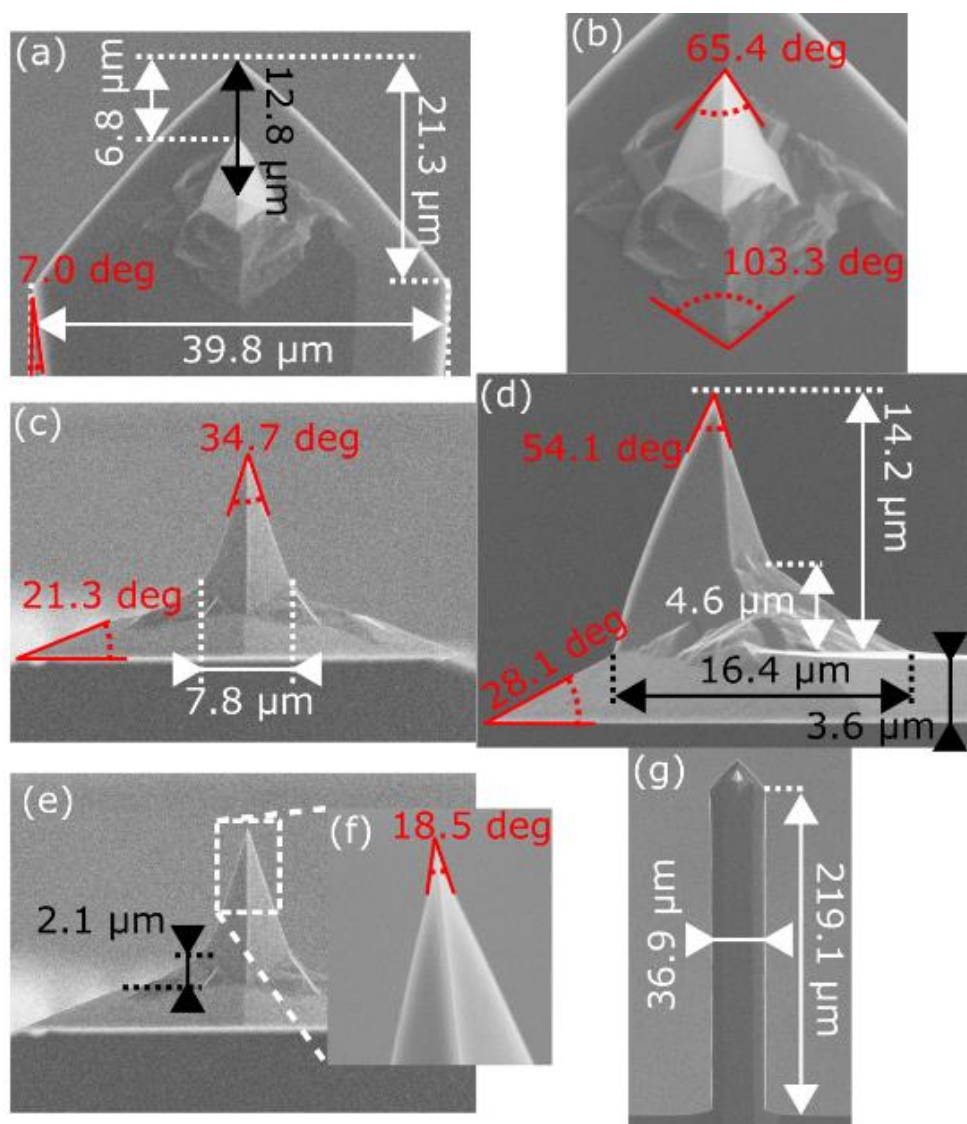 (a)
6.8 µm
12.8 µm
21.3 µm
7.0 deg
39.8 µm
(b)
65.4 deg
103.3 deg
(c)
34.7 deg
21.3 deg
7.8 µm
(d)
54.1 deg
14.2 µm
4.6 µm
28.1 deg
16.4 µm
3.6 µm
(e)
2.1 µm
(f)
18.5 deg
(g)
36.9 µm
219.1 µm